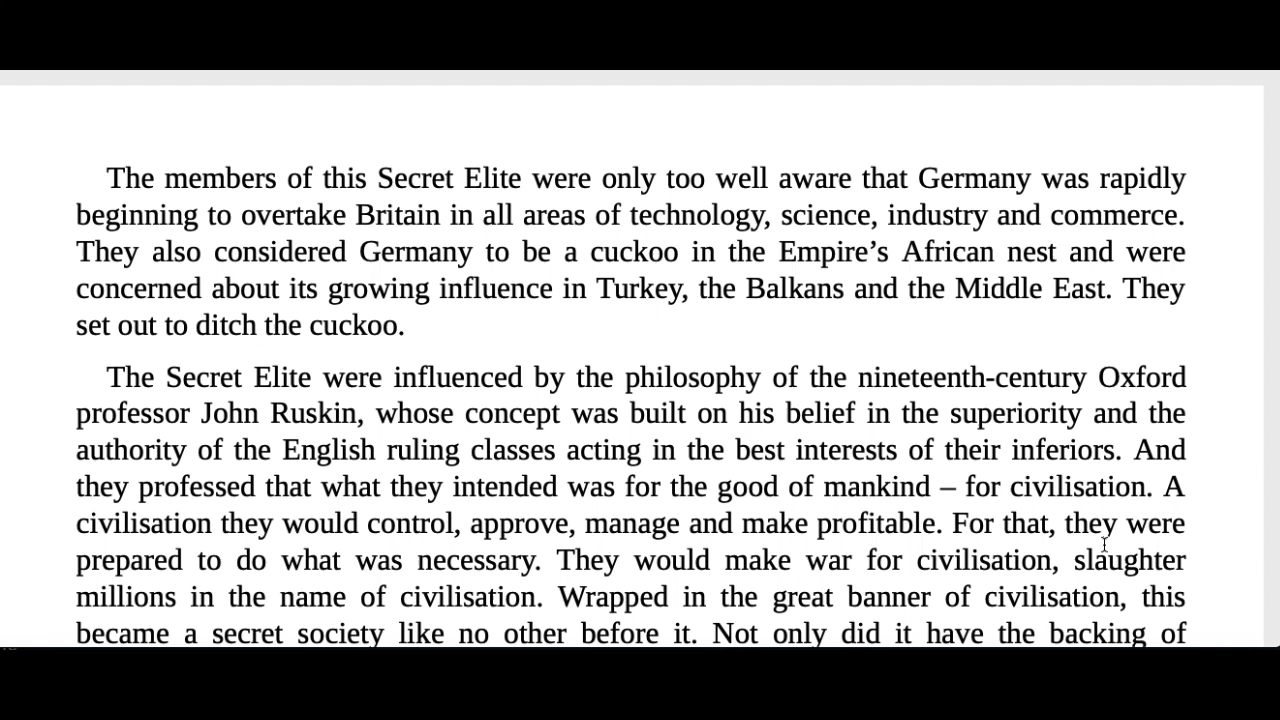 The members of this Secret Elite were only too well aware that Germany was rapidly
beginning to overtake Britain in all areas of technology, science, industry and commerce.
They also considered Germany to be a cuckoo in the Empire’s African nest and were
concerned about its growing influence in Turkey, the Balkans and the Middle East. They
set out to ditch the cuckoo.
The Secret Elite were influenced by the philosophy of the nineteenth-century Oxford
professor John Ruskin, whose concept was built on his belief in the superiority and the
authority of the English ruling classes acting in the best interests of their inferiors. And
they professed that what they intended was for the good of mankind – for civilisation. A
civilisation they would control, approve, manage and make profitable. For that, they were
prepared to do what was necessary. They would make war for civilisation, slaughter
millions in the name of civilisation. Wrapped in the great banner of civilisation, this
became a secret society like no other before it. Not only did it have the backing of